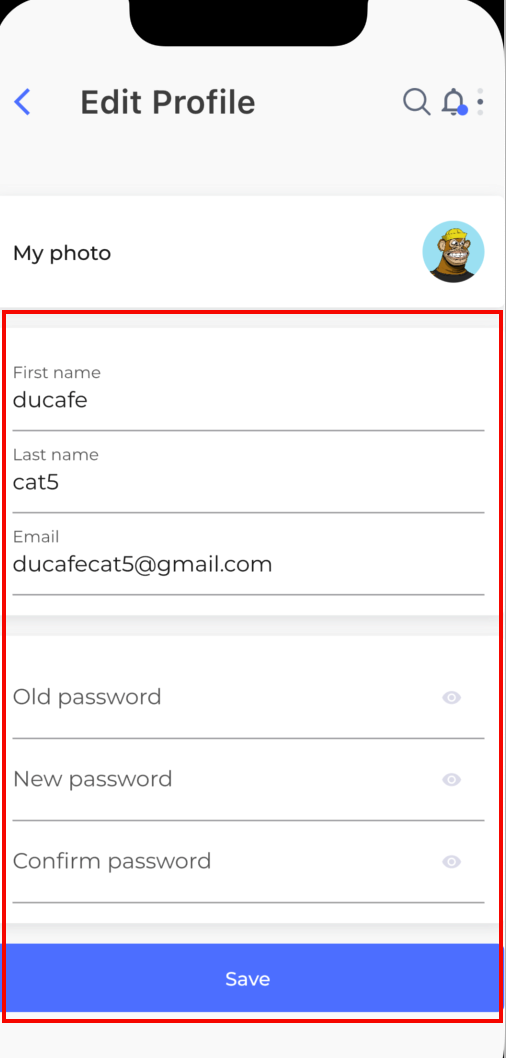 Edit Profile
My photo
First name
ducafe
Last name
cat5
Email
ducafecat5@gmail.com
Old password
New password
Confirm password
Save